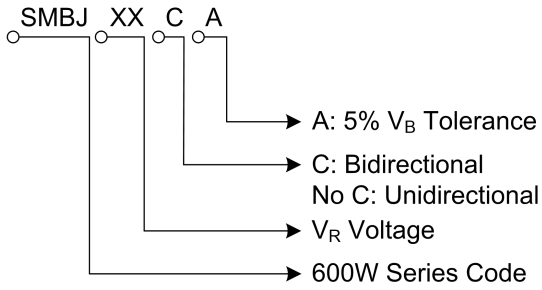 SMBJ XX C A
A: 5% VB Tolerance
C: Bidirectional
No C: Unidirectional
VR Voltage
600W Series Code